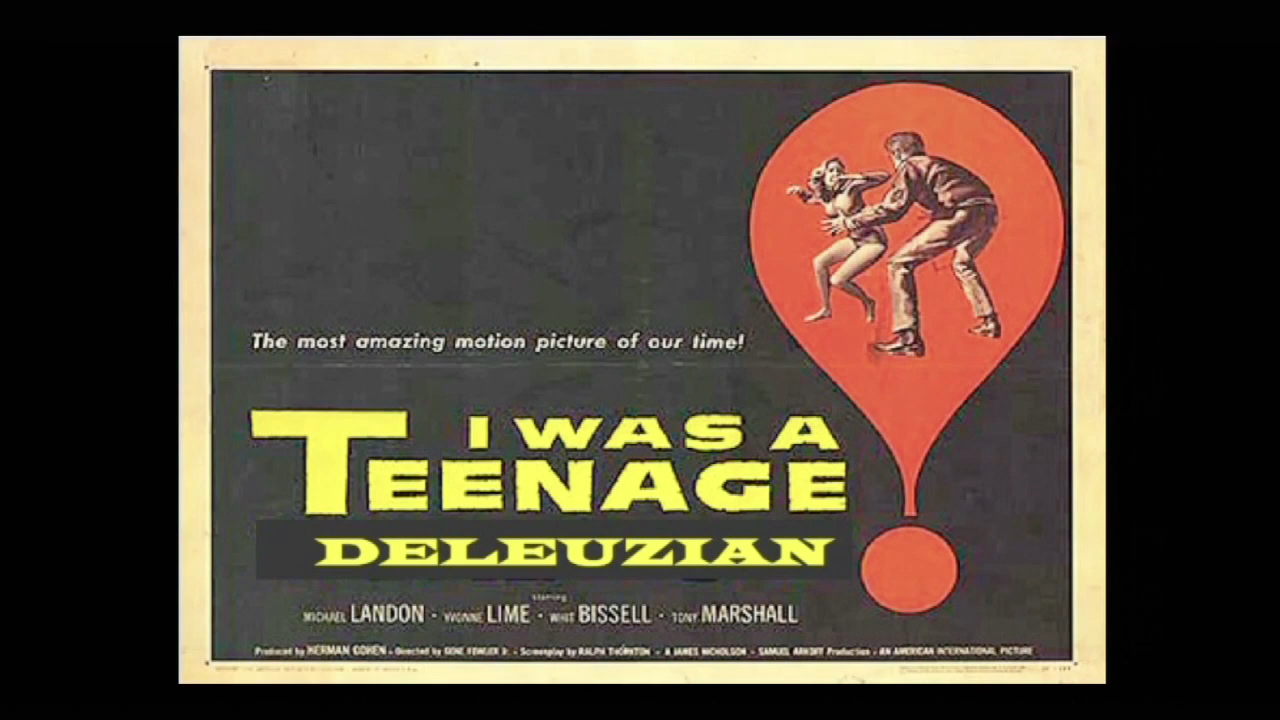 The most amazing motion picture of our time!
I WAS A
TEENAGE
DELEUZIAN
starring
MICHAEL LANDON · YVONNE LIME · WHIT BISSELL · TONY MARSHALL
Produced by HERMAN COHEN · Directed by GENE FOWLER Jr. · Screenplay by RALPH THORNTON · A JAMES NICHOLSON · SAMUEL ARKOFF Production · AN AMERICAN INTERNATIONAL PICTURE